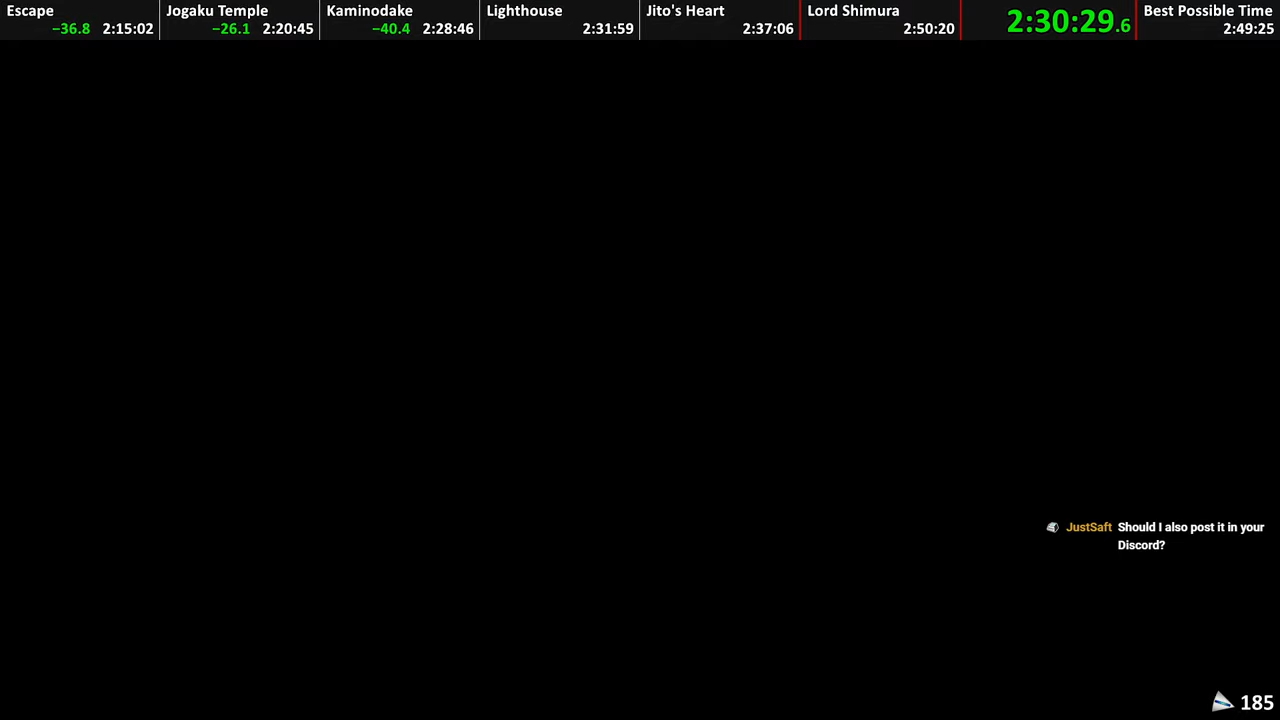 Escape
−36.8 2:15:02
Jogaku Temple
−26.1 2:20:45
Kaminodake
−40.4 2:28:46
Lighthouse
2:31:59
Jito's Heart
2:37:06
Lord Shimura
2:50:20
2:30:29.6
Best Possible Time
2:49:25
JustSaft Should I also post it in your
Discord?
185